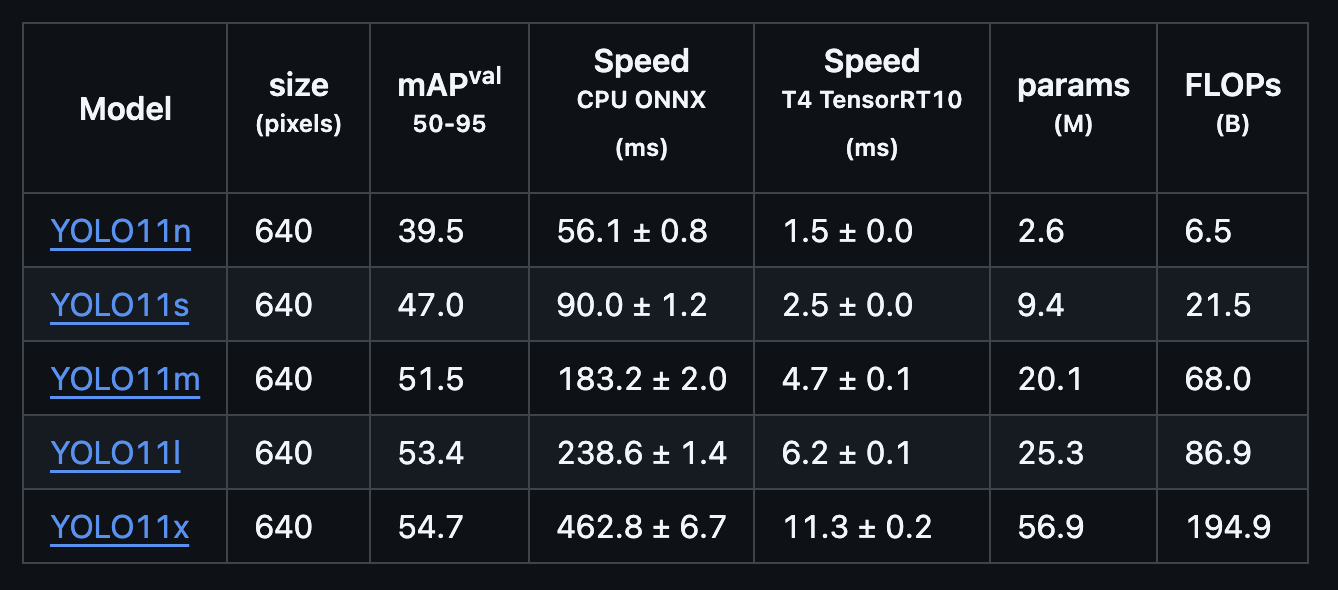 Model size (pixels) mAPval 50-95 Speed CPU ONNX (ms) Speed T4 TensorRT10 (ms) params (M) FLOPs (B)
YOLO11n 640 39.5 56.1 ± 0.8 1.5 ± 0.0 2.6 6.5
YOLO11s 640 47.0 90.0 ± 1.2 2.5 ± 0.0 9.4 21.5
YOLO11m 640 51.5 183.2 ± 2.0 4.7 ± 0.1 20.1 68.0
YOLO11l 640 53.4 238.6 ± 1.4 6.2 ± 0.1 25.3 86.9
YOLO11x 640 54.7 462.8 ± 6.7 11.3 ± 0.2 56.9 194.9